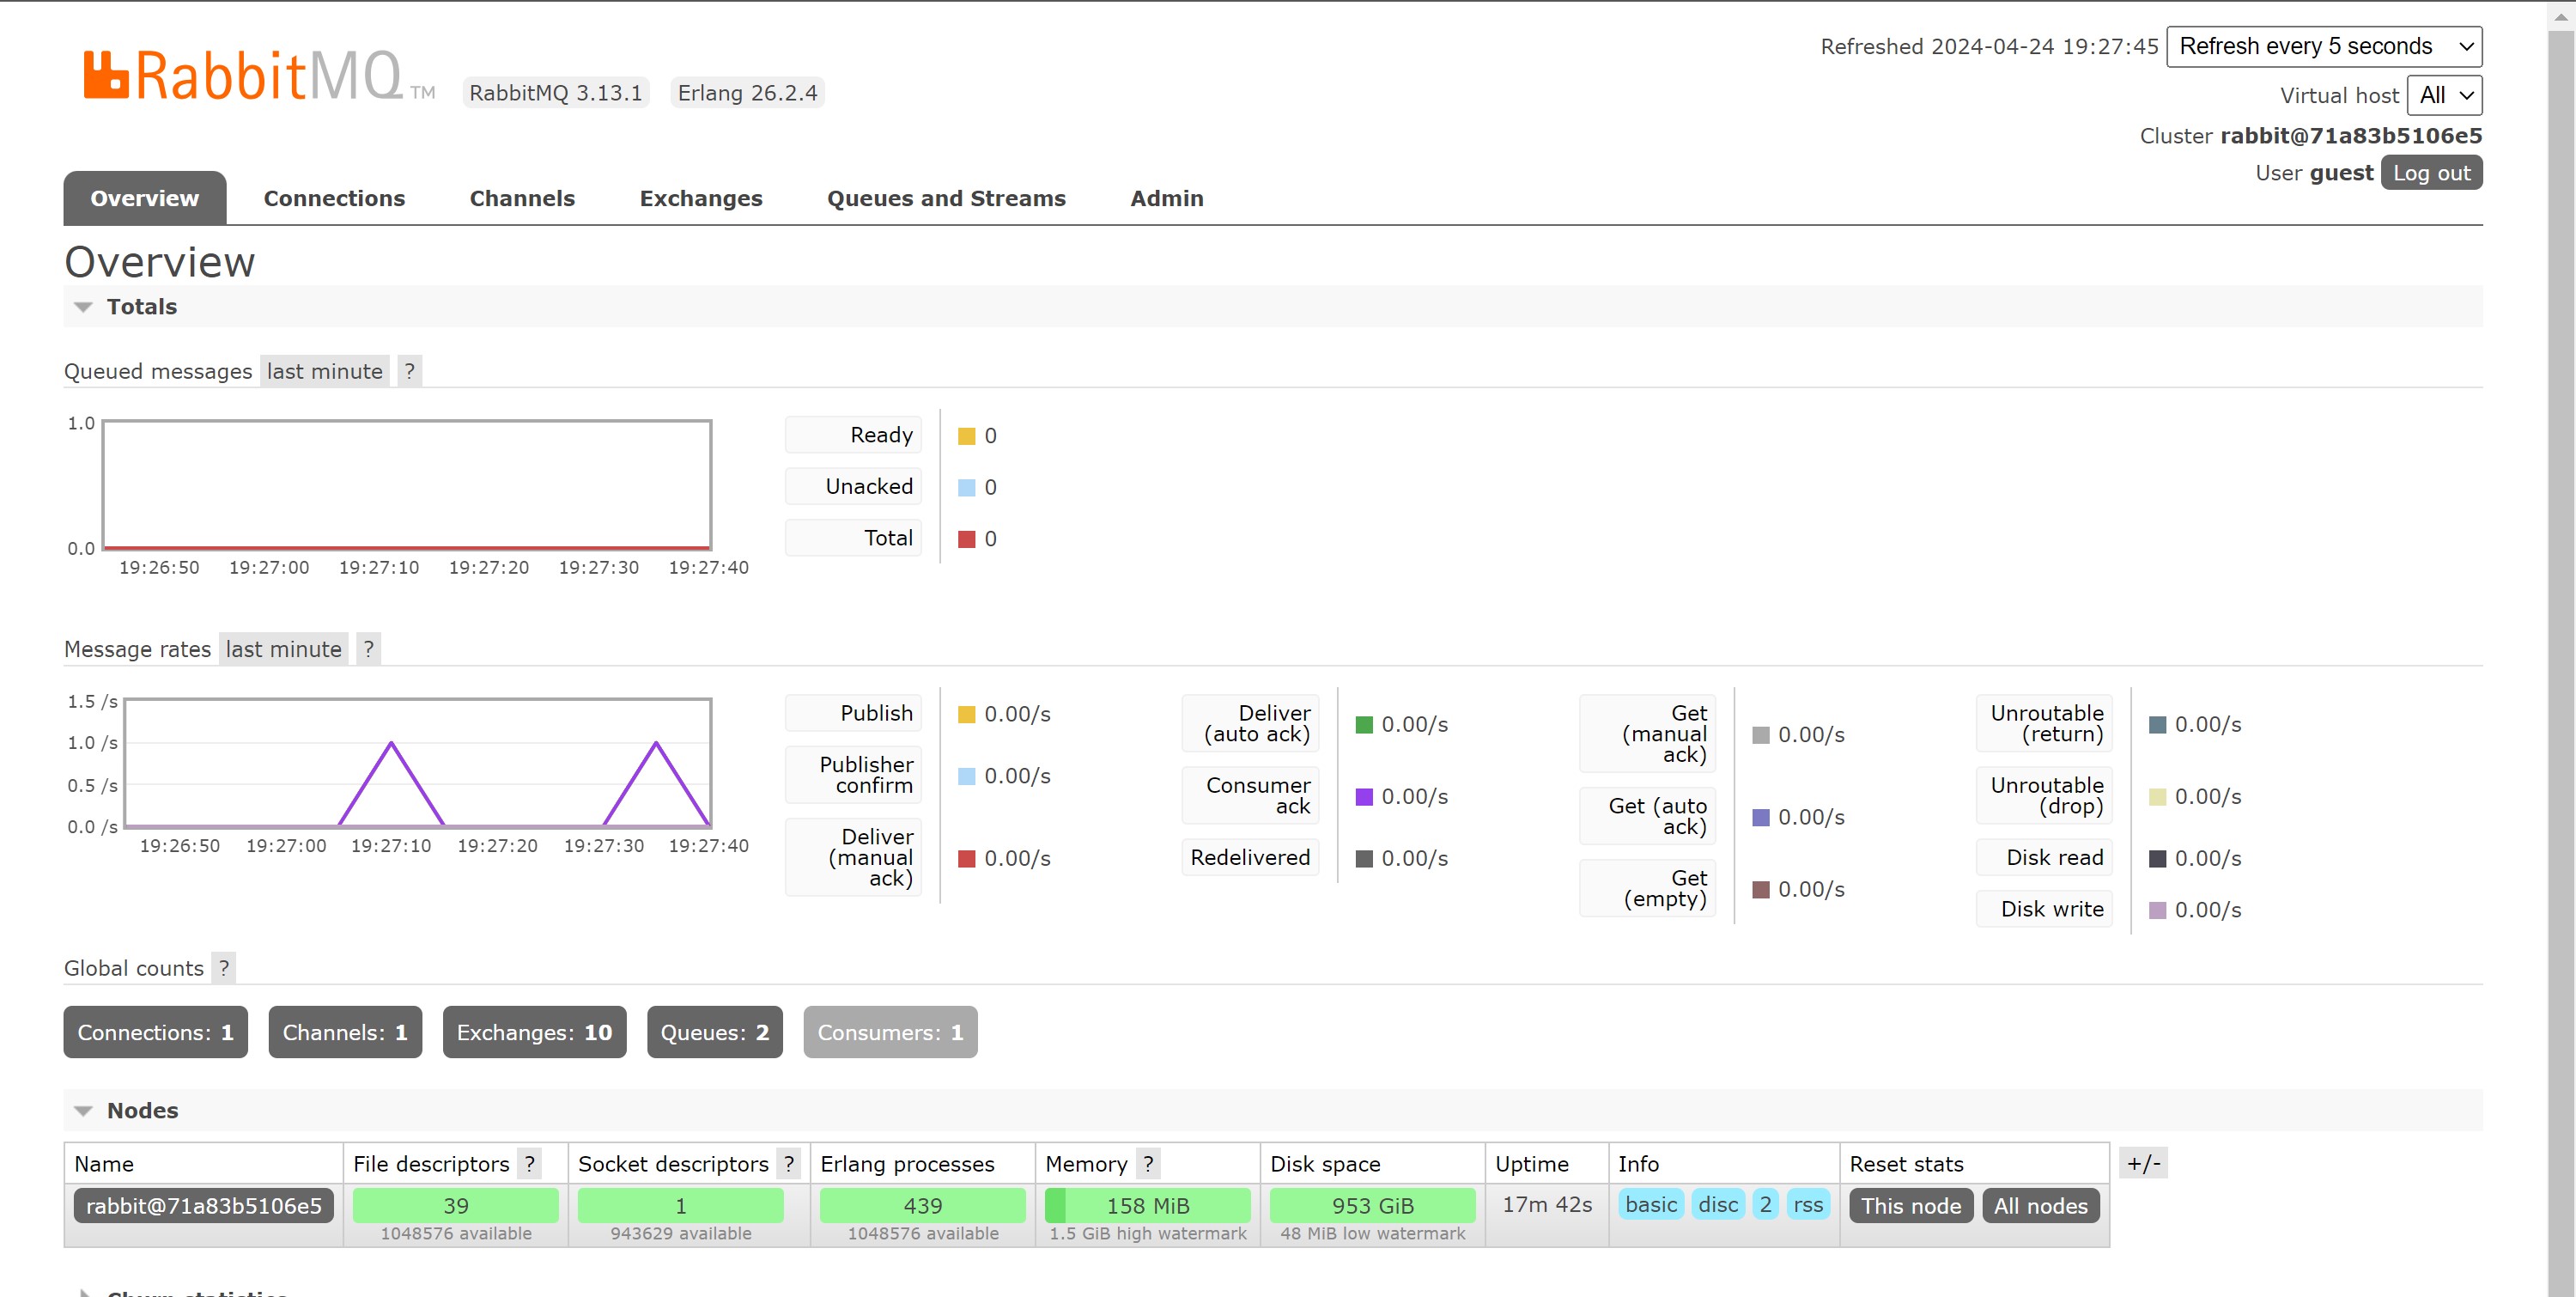 RabbitMQ TM RabbitMQ 3.13.1 Erlang 26.2.4
Refreshed 2024-04-24 19:27:45 Refresh every 5 seconds
Virtual host All
Cluster rabbit@71a83b5106e5
User guest Log out
Overview Connections Channels Exchanges Queues and Streams Admin
Overview
Totals
Queued messages last minute ?
1.0
0.0
19:26:50 19:27:00 19:27:10 19:27:20 19:27:30 19:27:40
Ready 0
Unacked 0
Total 0
Message rates last minute ?
1.5 /s
1.0 /s
0.5 /s
0.0 /s
19:26:50 19:27:00 19:27:10 19:27:20 19:27:30 19:27:40
Publish 0.00/s
Publisher
confirm 0.00/s
Deliver
(manual 0.00/s
ack)
Deliver
(auto ack) 0.00/s
Consumer
ack 0.00/s
Redelivered 0.00/s
Get
(manual 0.00/s
ack)
Get (auto
ack) 0.00/s
Get
(empty) 0.00/s
Unroutable
(return) 0.00/s
Unroutable
(drop) 0.00/s
Disk read 0.00/s
Disk write 0.00/s
Global counts ?
Connections: 1 Channels: 1 Exchanges: 10 Queues: 2 Consumers: 1
Nodes
Name File descriptors ? Socket descriptors ? Erlang processes Memory ? Disk space Uptime Info Reset stats +/-
rabbit@71a83b5106e5 39 1 439 158 MiB 953 GiB 17m 42s basic disc 2 rss This node All nodes
1048576 available 943629 available 1048576 available 1.5 GiB high watermark 48 MiB low watermark
Churn statistics